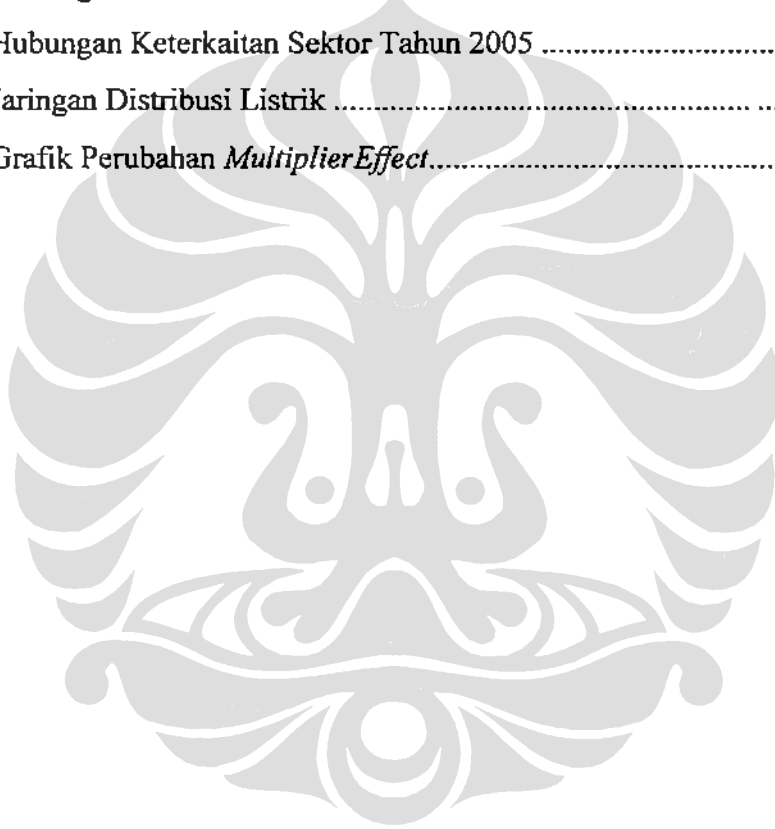 Hubungan Keterkaitan Sektor Tahun 2005 ............................
Jaringan Distribusi Listrik .................................................. ..
Grafik Perubahan MultiplierEffect.........................................